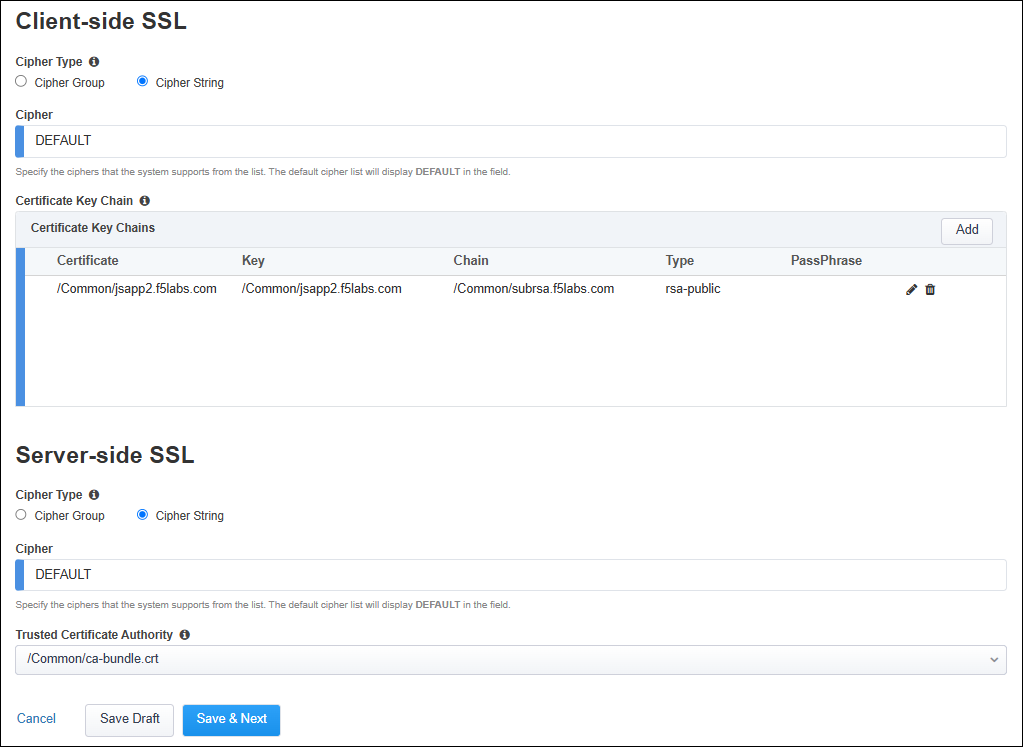 Client-side SSL
Cipher Type
Cipher Group Cipher String
Cipher
DEFAULT
Specify the ciphers that the system supports from the list. The default cipher list will display DEFAULT in the field.
Certificate Key Chain
Certificate Key Chains Add
Certificate Key Chain Type PassPhrase
/Common/jsapp2.f5labs.com /Common/jsapp2.f5labs.com /Common/subrsa.f5labs.com rsa-public
Server-side SSL
Cipher Type
Cipher Group Cipher String
Cipher
DEFAULT
Specify the ciphers that the system supports from the list. The default cipher list will display DEFAULT in the field.
Trusted Certificate Authority
/Common/ca-bundle.crt
Cancel Save Draft Save & Next